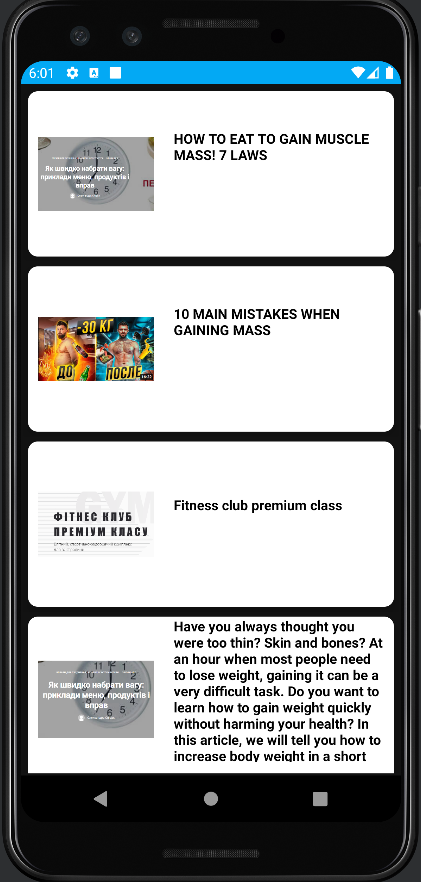 6:01
A
HOW TO EAT TO GAIN MUSCLE
MASS! 7 LAWS
Як швидко набрати вагу:
приклади меню, продуктів і
вправ
ПЕ
10 MAIN MISTAKES WHEN
GAINING MASS
-30 КГ
ДО
ПОСЛЕ
Fitness club premium class
GYM
ФІТНЕС КЛУБ
ПРЕМІУМ КЛАСУ
Have you always thought you
were too thin? Skin and bones? At
an hour when most people need
to lose weight, gaining it can be a
very difficult task. Do you want to
learn how to gain weight quickly
without harming your health? In
this article, we will tell you how to
increase body weight in a short
Як швидко набрати вагу:
приклади меню, продуктів і
вправ